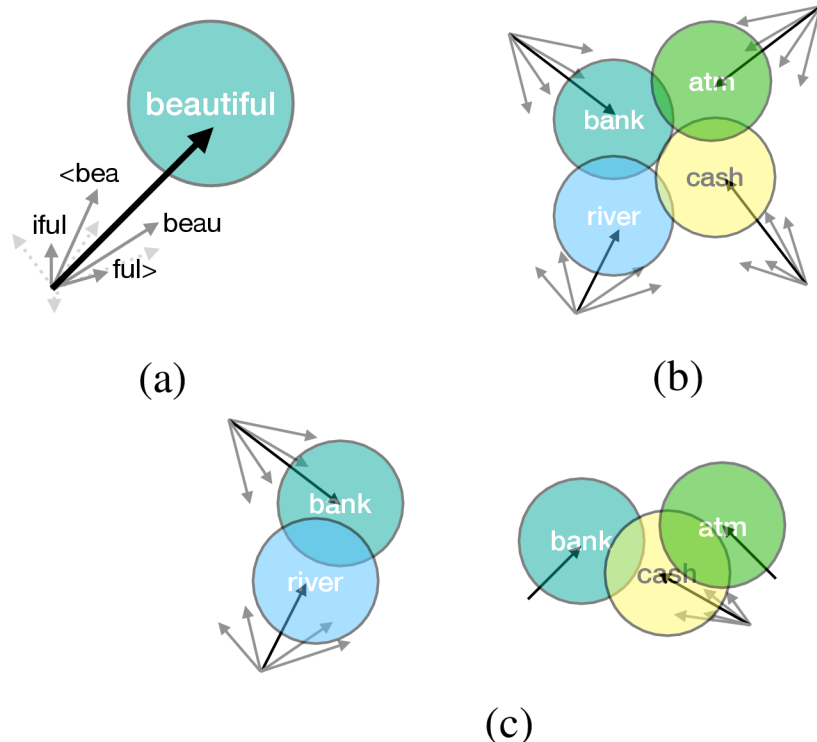 beautiful
<bea
iful
beau
ful>
(a)
atm
bank
cash
river
(b)
bank
river
bank
atm
cash
(c)